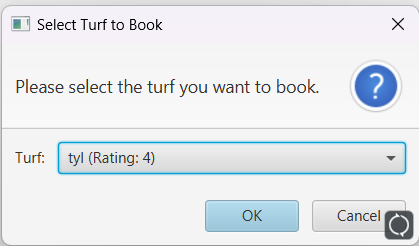 Select Turf to Book
Please select the turf you want to book.
Turf: tyl (Rating: 4)
OK Cancel